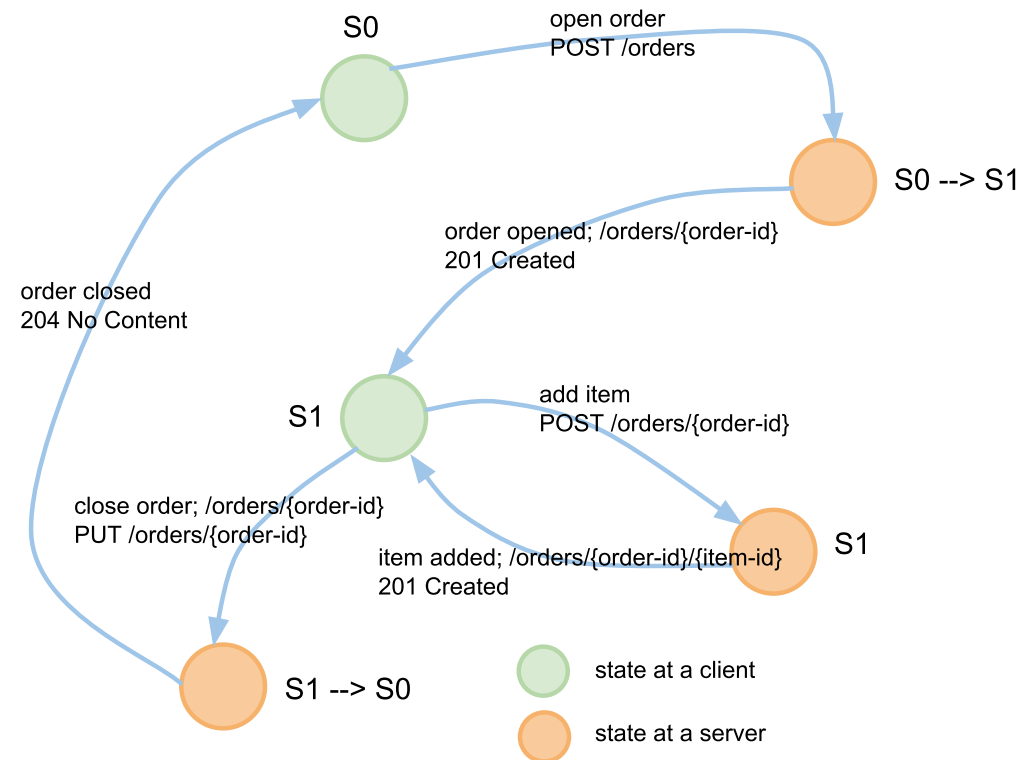 S0
open order
POST /orders
S0 --> S1
order opened; /orders/{order-id}
201 Created
order closed
204 No Content
S1
add item
POST /orders/{order-id}
close order; /orders/{order-id}
PUT /orders/{order-id}
item added; /orders/{order-id}/{item-id}
201 Created
S1
S1 --> S0
state at a client
state at a server